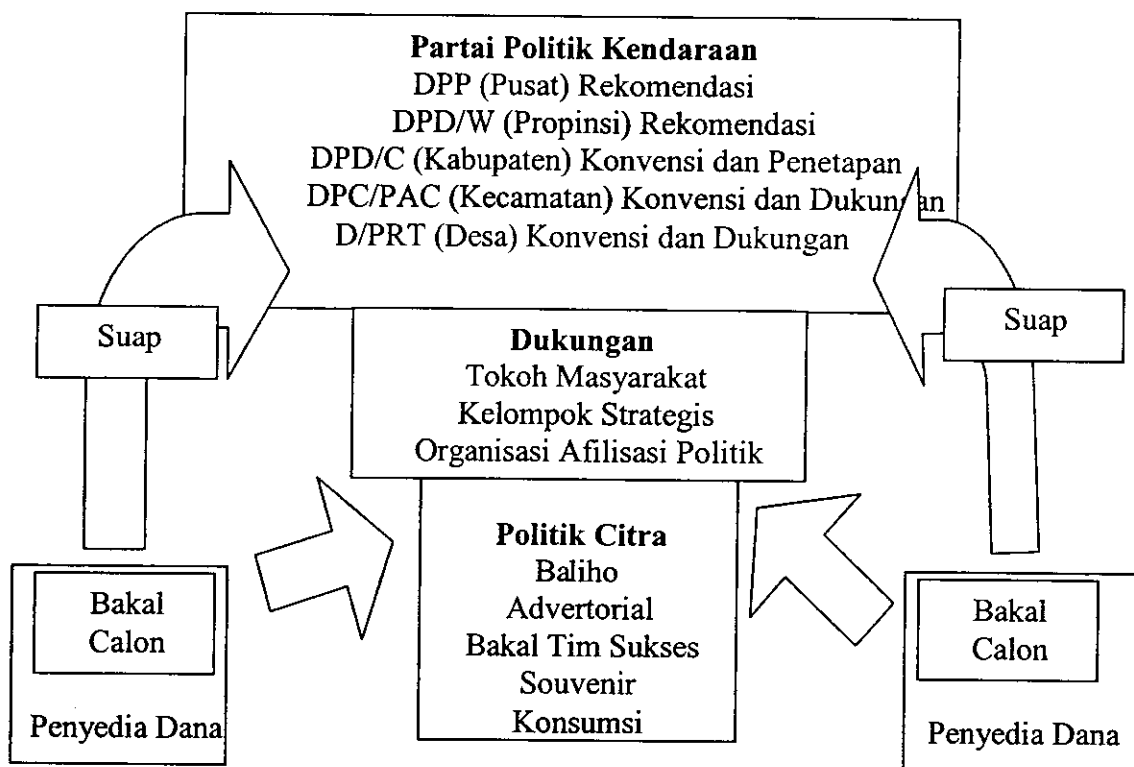 Partai Politik Kendaraan
DPP (Pusat) Rekomendasi
DPD/W (Propinsi) Rekomendasi
DPD/C (Kabupaten) Konvensi dan Penetapan
DPC/PAC (Kecamatan) Konvensi dan Dukungan
D/PRT (Desa) Konvensi dan Dukungan
Suap
Suap
Dukungan
Tokoh Masyarakat
Kelompok Strategis
Organisasi Afilisasi Politik
Politik Citra
Baliho
Advertorial
Bakal Tim Sukses
Souvenir
Konsumsi
Bakal
Calon
Penyedia Dana
Bakal
Calon
Penyedia Dana